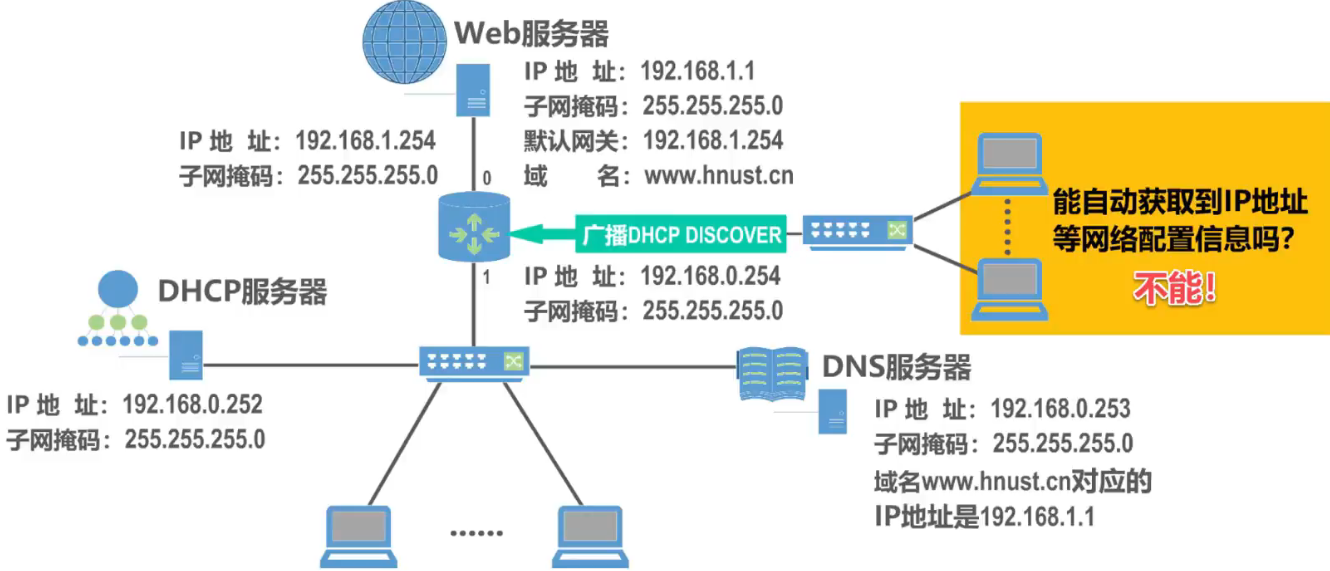 Web服务器
IP 地 址：192.168.1.1
子网掩码：255.255.255.0
默认网关：192.168.1.254
域 名：www.hnust.cn
IP 地 址：192.168.1.254
子网掩码：255.255.255.0
0
广播DHCP DISCOVER
1
IP 地 址：192.168.0.254
子网掩码：255.255.255.0
能自动获取到IP地址
等网络配置信息吗？
不能！
DHCP服务器
IP 地 址：192.168.0.252
子网掩码：255.255.255.0
DNS服务器
IP 地 址：192.168.0.253
子网掩码：255.255.255.0
域名www.hnust.cn对应的
IP地址是192.168.1.1